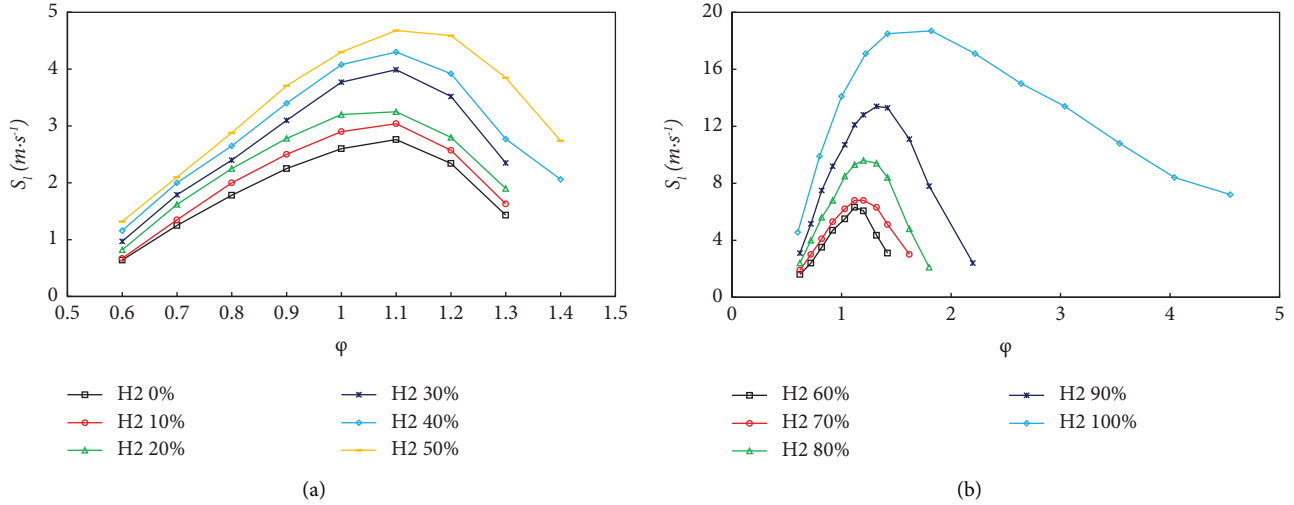 5
4
3
2
1
0
S_l (m·s⁻¹)
0.5 0.6 0.7 0.8 0.9 1 1.1 1.2 1.3 1.4 1.5
φ
H2 0%
H2 10%
H2 20%
H2 30%
H2 40%
H2 50%
(a)
20
16
12
8
4
0
S_l (m·s⁻¹)
0 1 2 3 4 5
φ
H2 60%
H2 70%
H2 80%
H2 90%
H2 100%
(b)